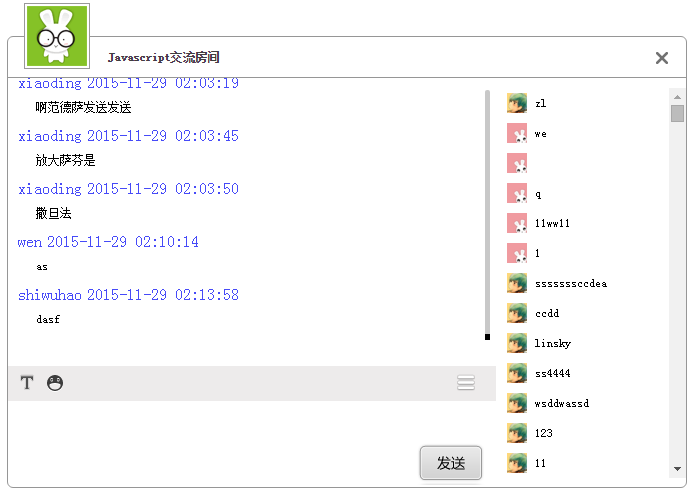 Javascript交流房间
xiaoding 2015-11-29 02:03:19
啊范德萨发送发送
xiaoding 2015-11-29 02:03:45
放大萨芬是
xiaoding 2015-11-29 02:03:50
撒旦法
wen 2015-11-29 02:10:14
as
shiwuhao 2015-11-29 02:13:58
dasf
T
发送
zl
we
q
11ww11
1
sssssssccdea
ccdd
linsky
ss4444
wsddwassd
123
11